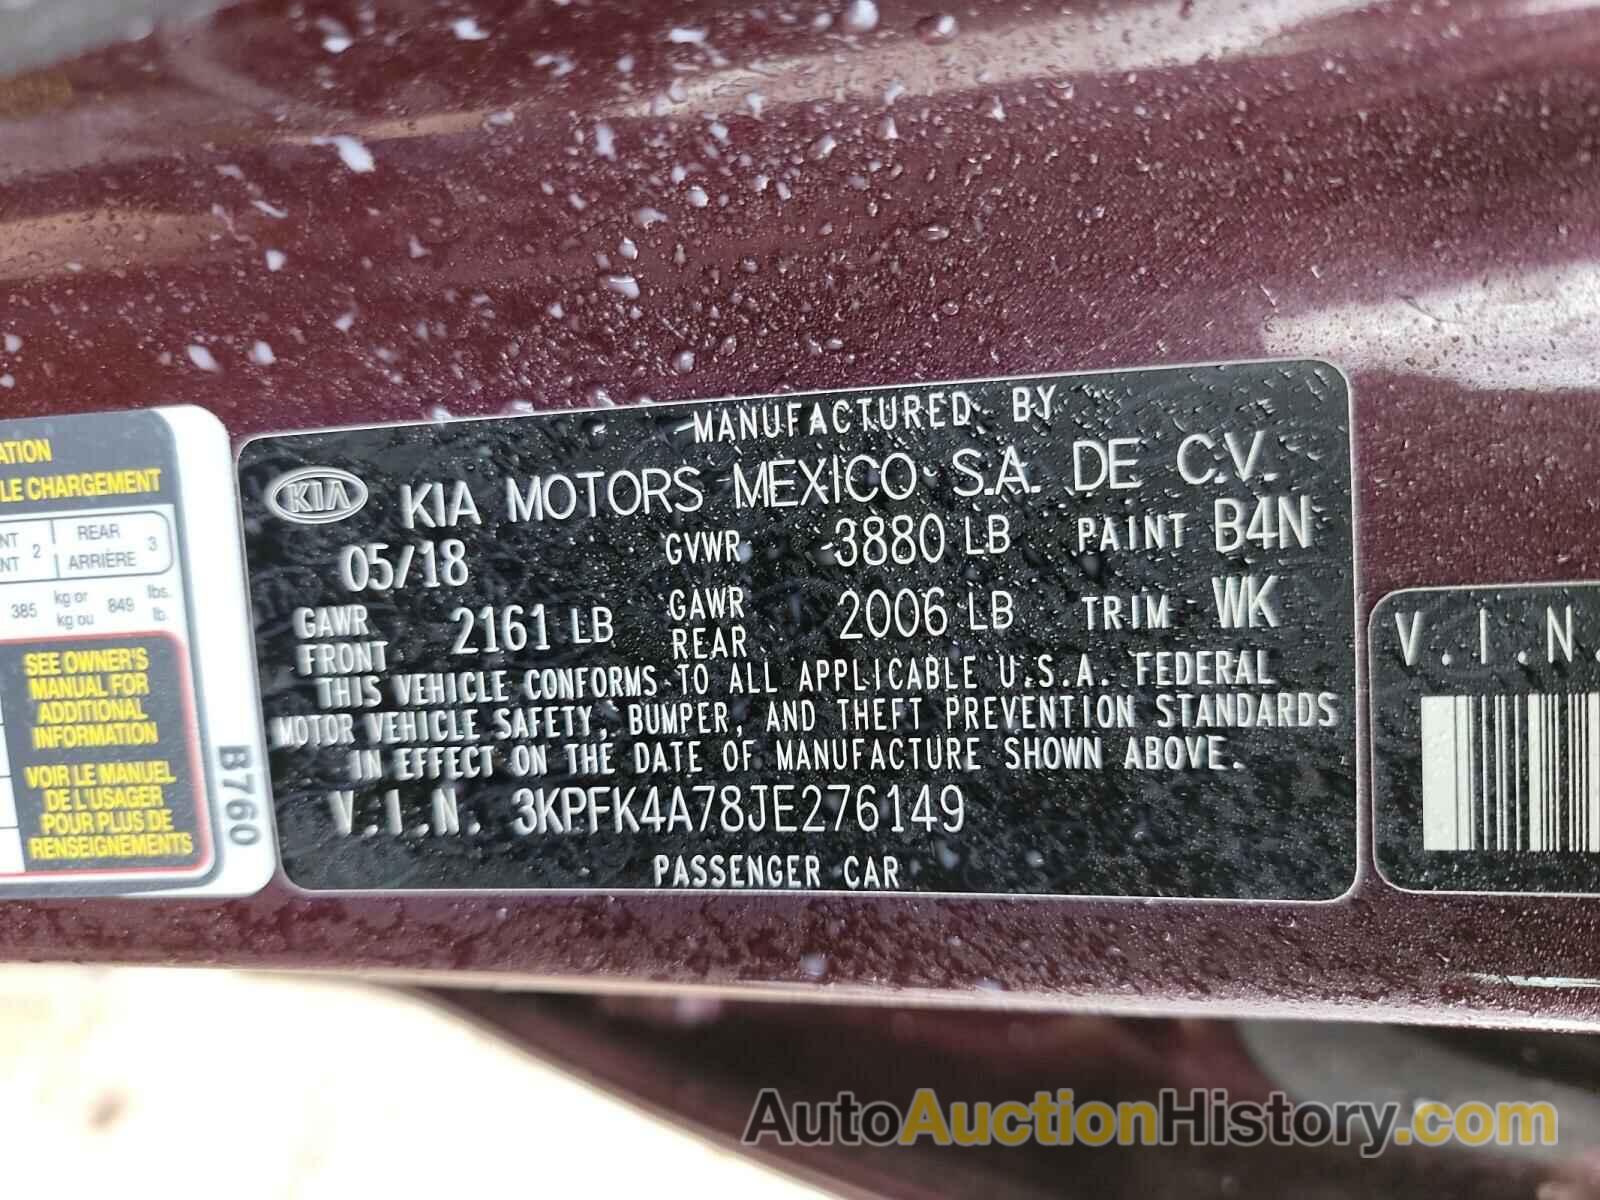 ATION
LE CHARGEMENT
NT 2 REAR 3
NT ARRIÈRE
385 kg or 849 lbs.
kg ou lb.
SEE OWNER'S
MANUAL FOR
ADDITIONAL
INFORMATION
VOIR LE MANUEL
DE L'USAGER
POUR PLUS DE
RENSEIGNEMENTS
B760
MANUFACTURED BY
KIA KIA MOTORS MEXICO S.A. DE C.V.
05/18 GVWR 3880 LB PAINT B4N
GAWR FRONT 2161 LB GAWR REAR 2006 LB TRIM WK
THIS VEHICLE CONFORMS TO ALL APPLICABLE U.S.A. FEDERAL
MOTOR VEHICLE SAFETY, BUMPER, AND THEFT PREVENTION STANDARDS
IN EFFECT ON THE DATE OF MANUFACTURE SHOWN ABOVE.
V.I.N. 3KPFK4A78JE276149
PASSENGER CAR
V.I.N.
AutoAuctionHistory.com